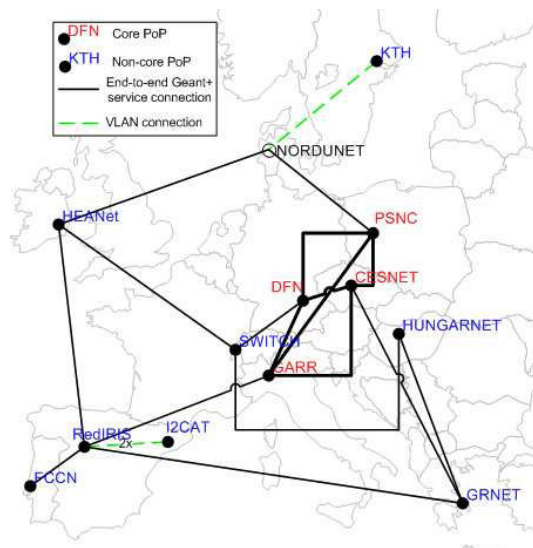 DFN Core PoP
KTH Non-core PoP
End-to-end Geant+
service connection
VLAN connection
KTH
NORDUNET
HEANet
PSNC
DFN
CESNET
HUNGARNET
SWITCH
GARR
I2CAT
RedIRIS
2x
FCCN
GRNET